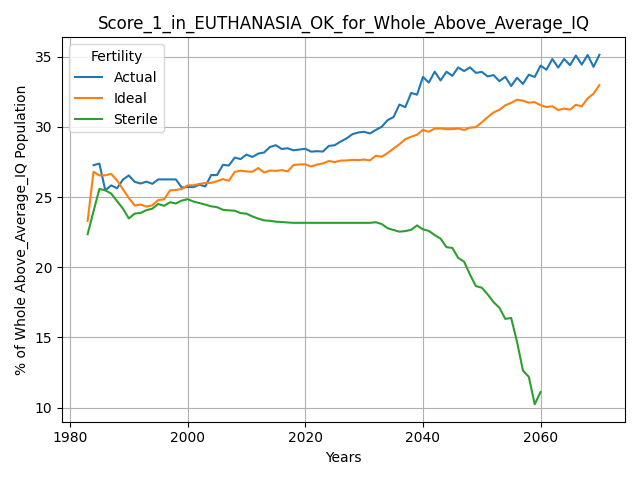 Score_1_in_EUTHANASIA_OK_for_Whole_Above_Average_IQ
Fertility
Actual
Ideal
Sterile
% of Whole Above_Average_IQ Population
35
30
25
20
15
10
1980
2000
2020
2040
2060
Years